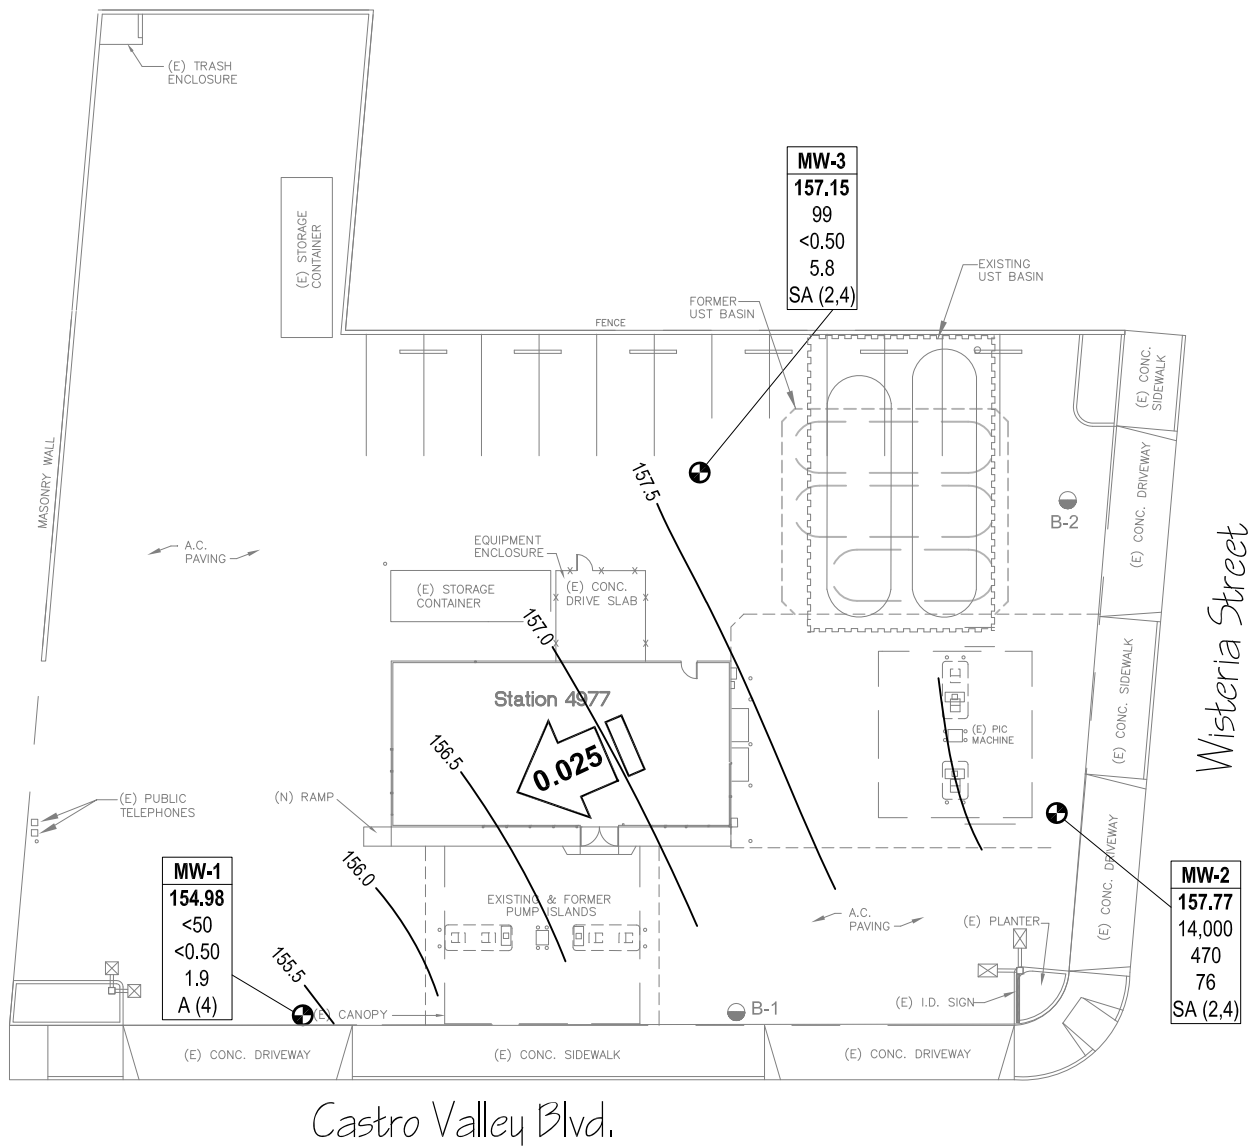 (E) TRASH
ENCLOSURE
(E) STORAGE
CONTAINER
MW-3
157.15
99
<0.50
5.8
SA (2,4)
EXISTING
UST BASIN
FORMER
UST BASIN
FENCE
(E) CONC.
SIDEWALK
MASONRY WALL
157.5
(E) CONC. DRIVEWAY
B-2
A.C.
PAVING
EQUIPMENT
ENCLOSURE
(E) STORAGE
CONTAINER
(E) CONC.
DRIVE SLAB
157.0
Wisteria Street
(E) CONC. SIDEWALK
Station 4977
0.025
156.5
(E) PIC
MACHINE
(E) PUBLIC
TELEPHONES
(N) RAMP
156.0
MW-1
154.98
<50
<0.50
1.9
A (4)
EXISTING & FORMER
PUMP ISLANDS
(E) CONC. DRIVEWAY
MW-2
157.77
14,000
470
76
SA (2,4)
A.C.
PAVING
(E) PLANTER
155.5
(E) CANOPY
B-1
(E) I.D. SIGN
(E) CONC. DRIVEWAY
(E) CONC. SIDEWALK
(E) CONC. DRIVEWAY
Castro Valley Blvd.